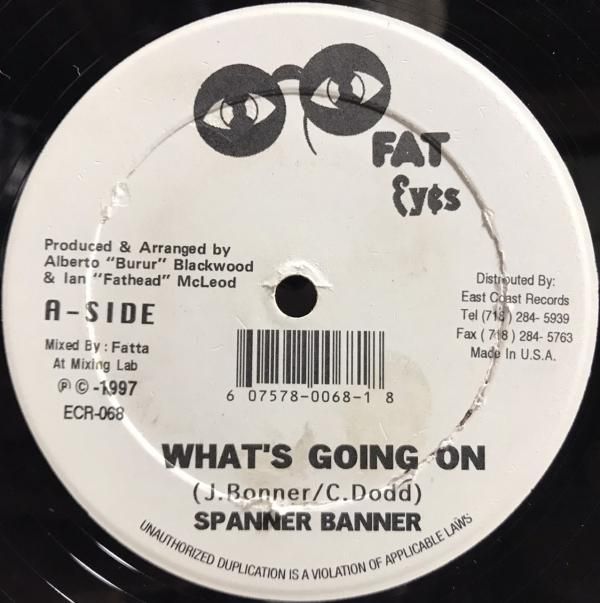 FAT
Eyes
Produced & Arranged by
Alberto "Burur" Blackwood
& Ian "Fathead" McLeod
A-SIDE
Mixed By : Fatta
At Mixing Lab
℗ © -1997
ECR-068
Distributed By:
East Coast Records
Tel (718) 284- 5939
Fax ( 718 ) 284- 5763
Made In U.S.A.
6 07578-0068-1 8
WHAT'S GOING ON
(J.Bonner/C.Dodd)
SPANNER BANNER
UNAUTHORIZED DUPLICATION IS A VIOLATION OF APPLICABLE LAWS